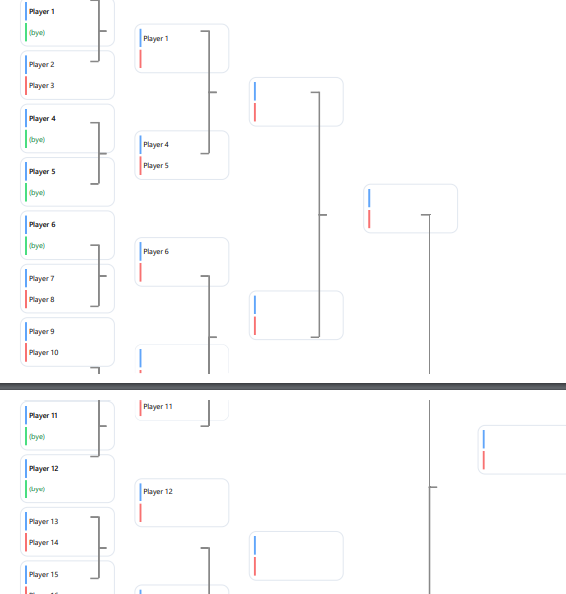 Player 1
(bye)
Player 2
Player 3
Player 4
(bye)
Player 5
(bye)
Player 6
(bye)
Player 7
Player 8
Player 9
Player 10
Player 1
Player 4
Player 5
Player 6
Player 11
(bye)
Player 12
(bye)
Player 13
Player 14
Player 15
Player 11
Player 12